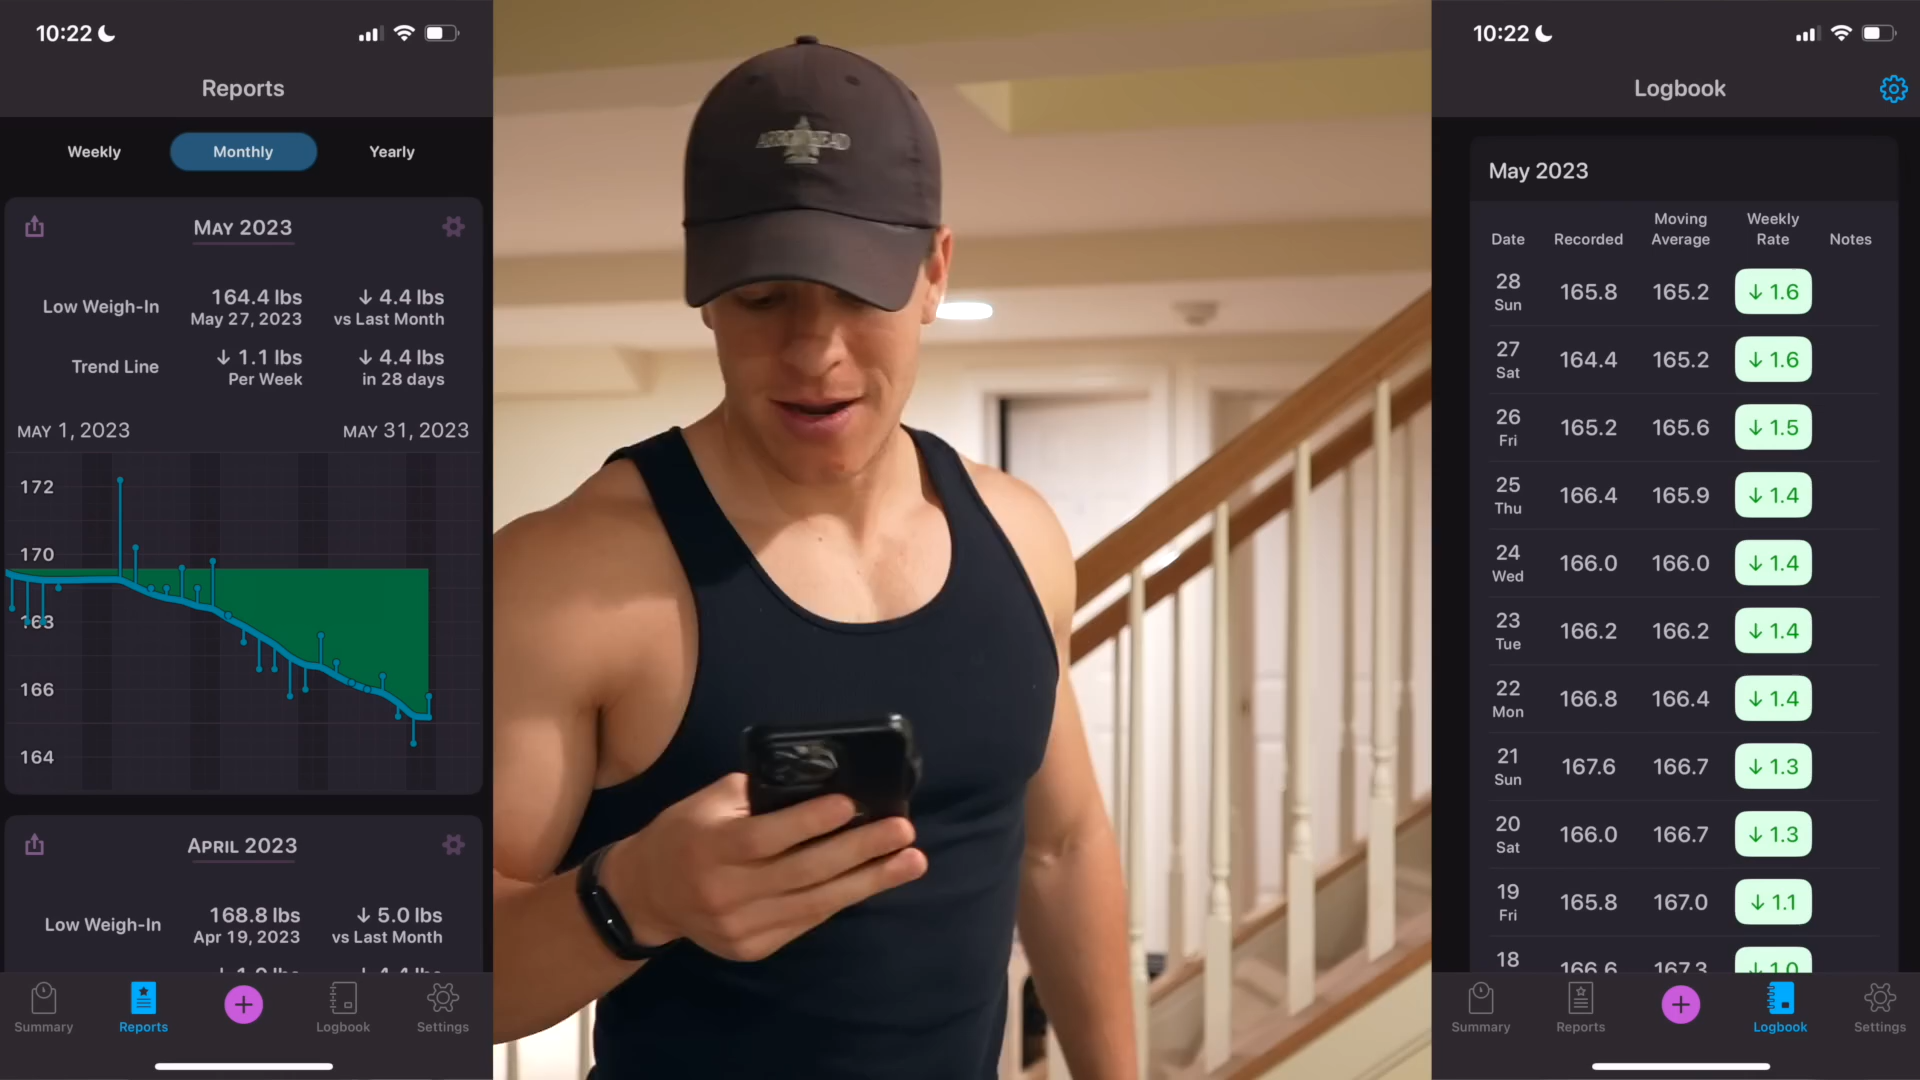 10:22
Reports
Weekly Monthly Yearly
MAY 2023
Low Weigh-In 164.4 lbs ↓ 4.4 lbs
May 27, 2023 vs Last Month
Trend Line ↓ 1.1 lbs ↓ 4.4 lbs
Per Week in 28 days
MAY 1, 2023 MAY 31, 2023
172
170
168
166
164
APRIL 2023
Low Weigh-In 168.8 lbs ↓ 5.0 lbs
Apr 19, 2023 vs Last Month
Summary Reports + Logbook Settings
ARROWHEAD
10:22
Logbook
May 2023
Date Recorded Moving Average Weekly Rate Notes
28 Sun 165.8 165.2 ↓ 1.6
27 Sat 164.4 165.2 ↓ 1.6
26 Fri 165.2 165.6 ↓ 1.5
25 Thu 166.4 165.9 ↓ 1.4
24 Wed 166.0 166.0 ↓ 1.4
23 Tue 166.2 166.2 ↓ 1.4
22 Mon 166.8 166.4 ↓ 1.4
21 Sun 167.6 166.7 ↓ 1.3
20 Sat 166.0 166.7 ↓ 1.3
19 Fri 165.8 167.0 ↓ 1.1
18 166.6 167.3 ↓ 1.0
Summary Reports + Logbook Settings